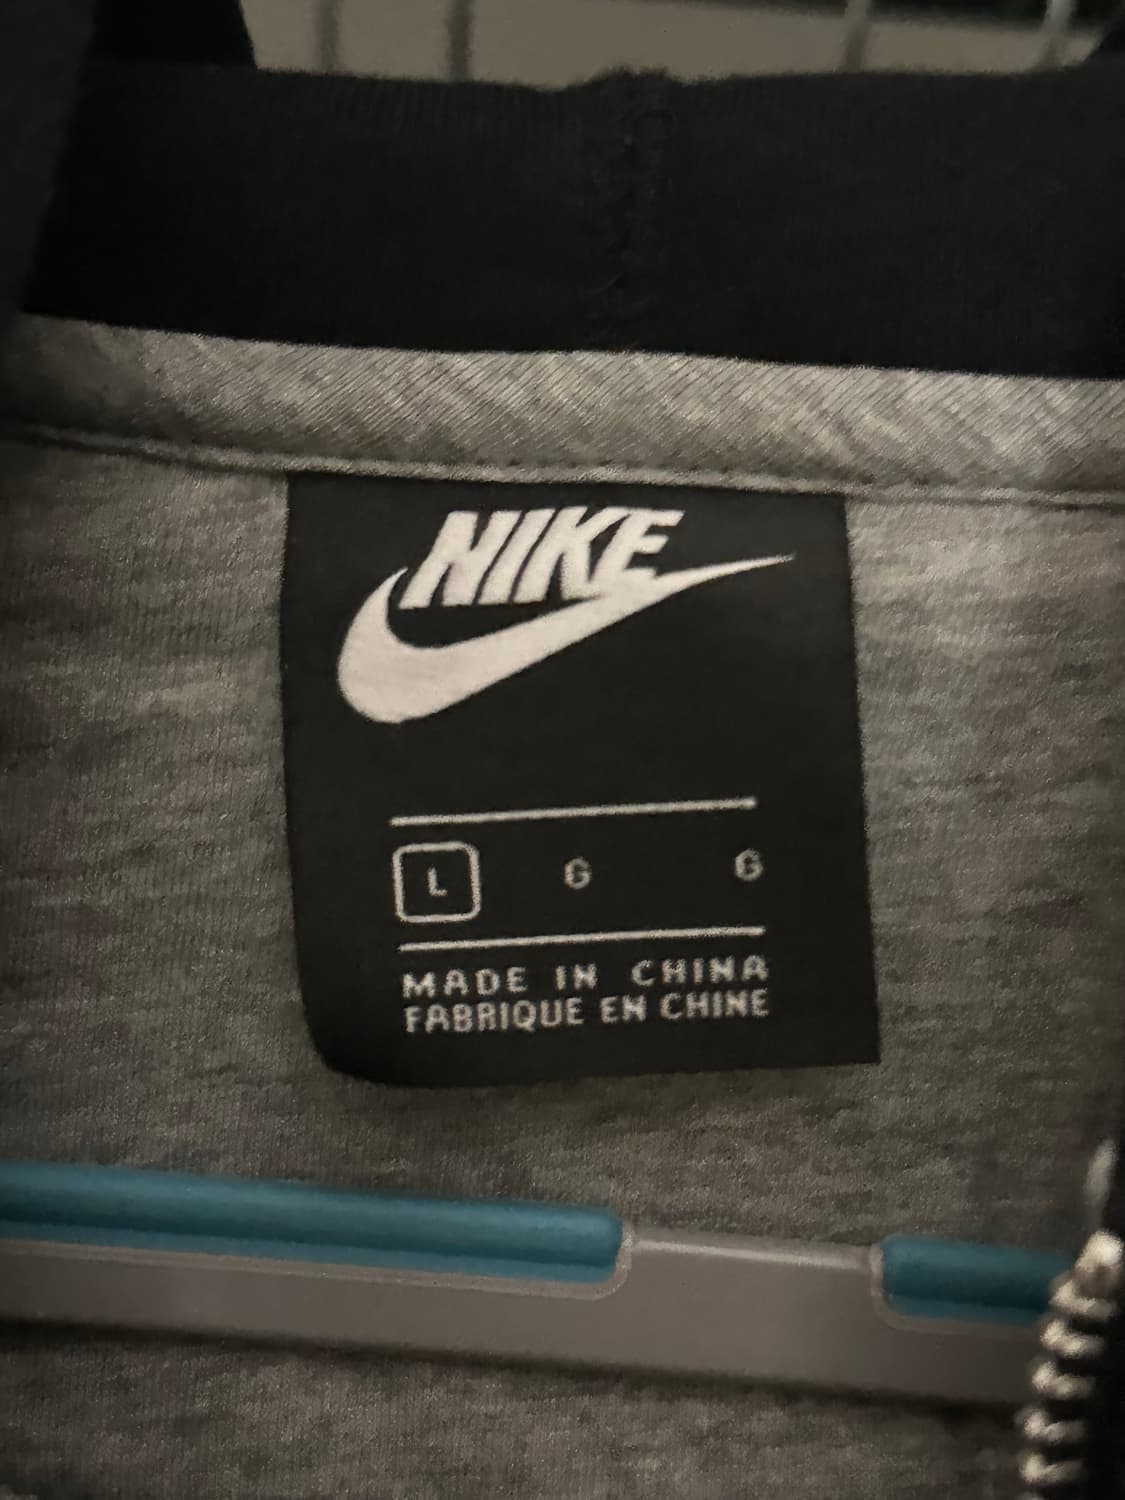 NIKE
L G G
MADE IN CHINA
FABRIQUE EN CHINE